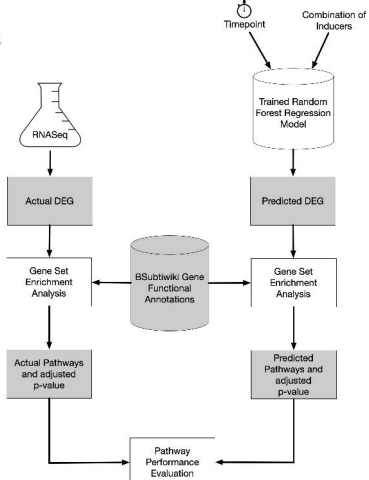 Timepoint
Combination of
Inducers
Trained Random
Forest Regression
Model
RNASeq
Actual DEG
Predicted DEG
Gene Set
Enrichment
Analysis
BSubtiwiki Gene
Functional
Annotations
Gene Set
Enrichment
Analysis
Actual Pathways
and adjusted
p-value
Predicted
Pathways and
adjusted
p-value
Pathway
Performance
Evaluation